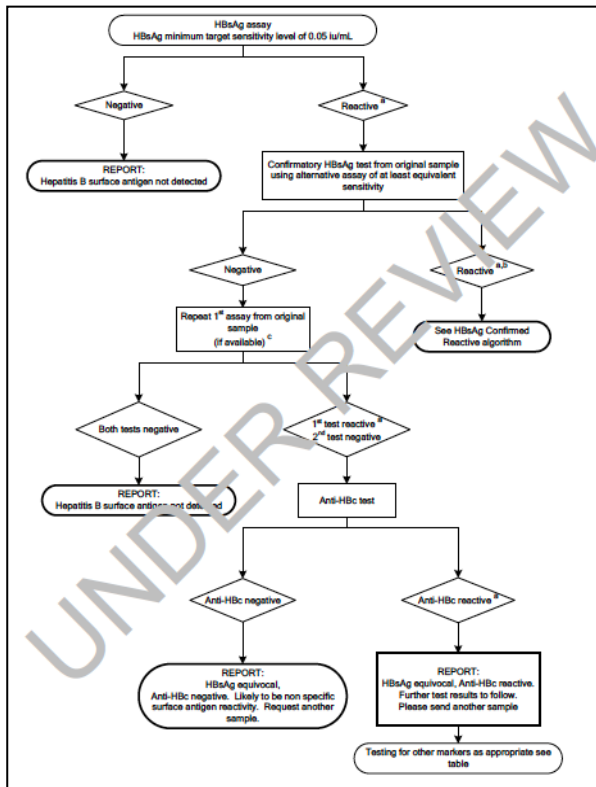 HBsAg assay
HBsAg minimum target sensitivity level of 0.05 iu/mL
Negative
Reactive a
REPORT:
Hepatitis B surface antigen not detected
Confirmatory HBsAg test from original sample
using alternative assay of at least equivalent
sensitivity
Negative
Reactive a,b
Repeat 1st assay from original
sample
(if available) c
See HBsAg Confirmed
Reactive algorithm
Both tests negative
1st test reactive a
2nd test negative
REPORT:
Hepatitis B surface antigen not detected
Anti-HBc test
Anti-HBc negative
Anti-HBc reactive a
REPORT:
HBsAg equivocal,
Anti-HBc negative. Likely to be non specific
surface antigen reactivity. Request another
sample.
REPORT:
HBsAg equivocal, Anti-HBc reactive.
Further test results to follow.
Please send another sample
Testing for other markers as appropriate see
table
UNDER REVIEW